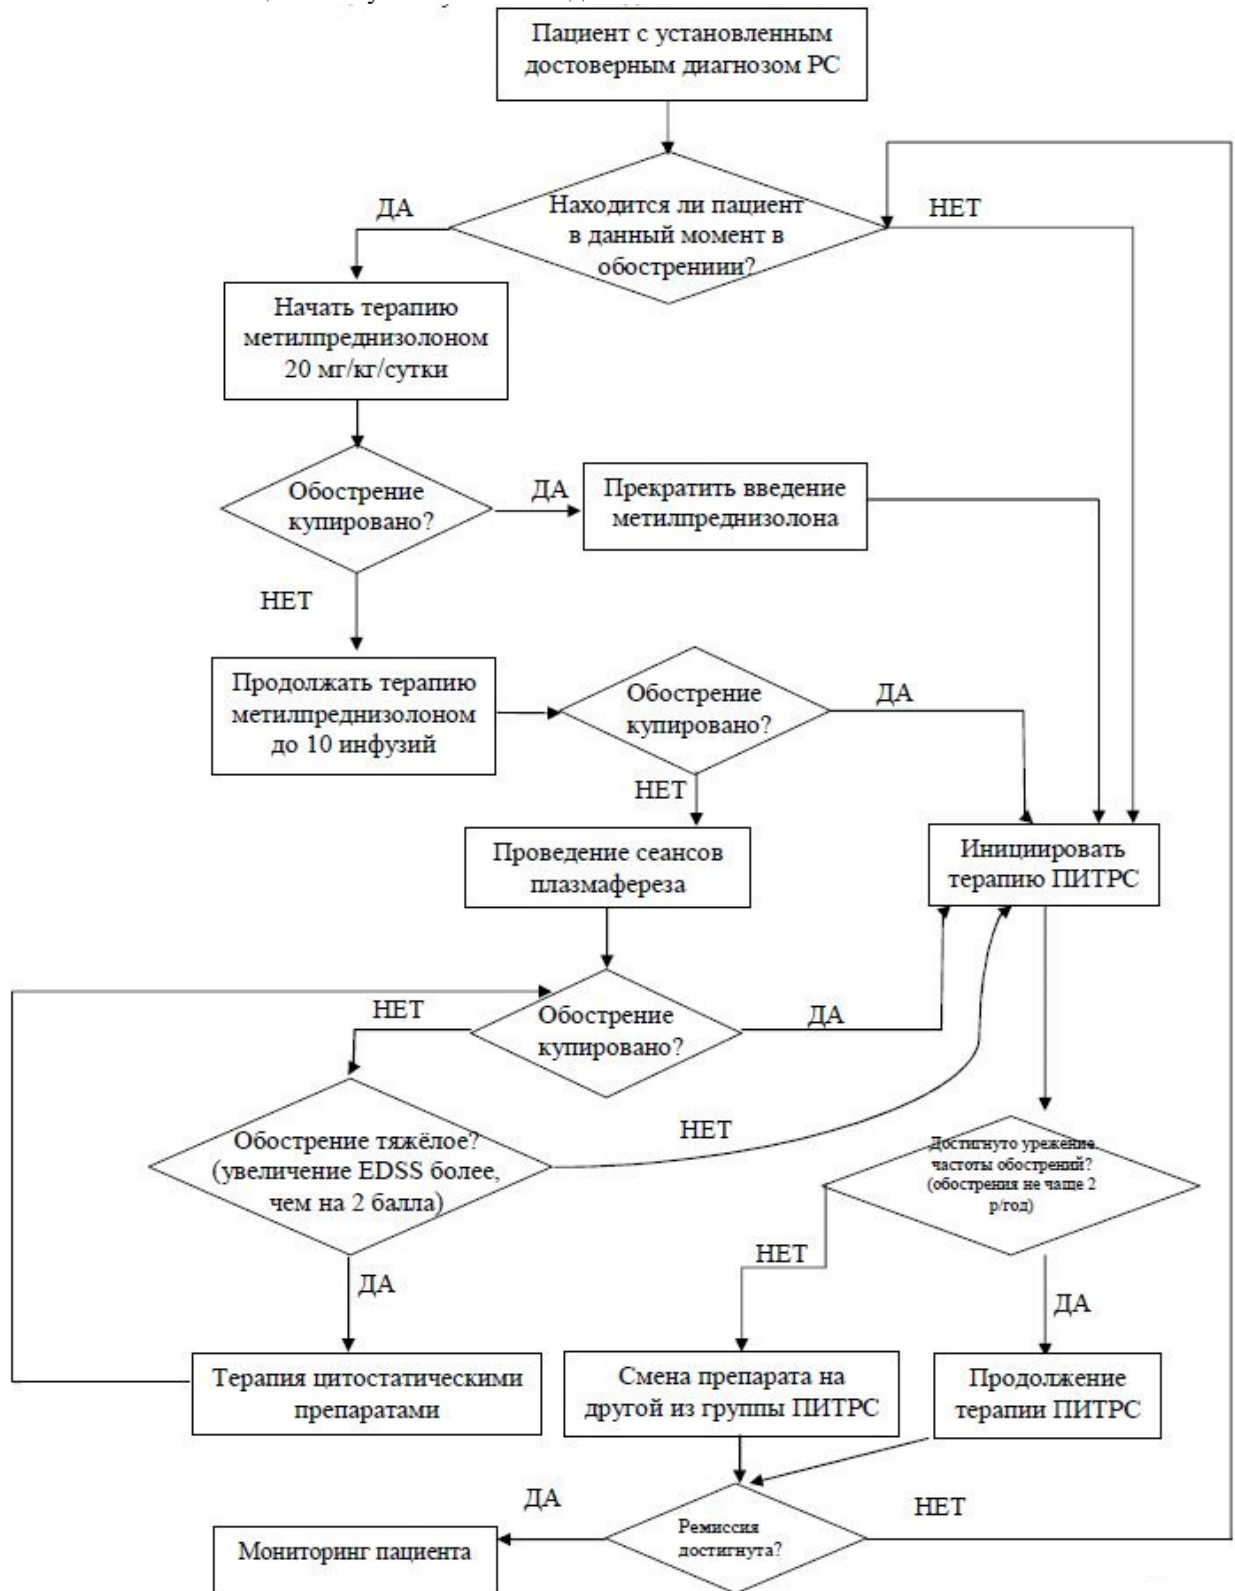 Пациент с установленным
достоверным диагнозом РС
ДА
Находится ли пациент
в данный момент в
обострениии?
НЕТ
Начать терапию
метилпреднизолоном
20 мг/кг/сутки
Обострение
купировано?
ДА
Прекратить введение
метилпреднизолона
НЕТ
Продолжать терапию
метилпреднизолоном
до 10 инфузий
Обострение
купировано?
ДА
НЕТ
Проведение сеансов
плазмафереза
Инициировать
терапию ПИТРС
НЕТ
Обострение
купировано?
ДА
Обострение тяжёлое?
(увеличение EDSS более,
чем на 2 балла)
НЕТ
Достигнуто урежение
частоты обострений?
(обострения не чаще 2
р/год)
НЕТ
ДА
ДА
Терапия цитостатическими
препаратами
Смена препарата на
другой из группы ПИТРС
Продолжение
терапии ПИТРС
ДА
Ремиссия
достигнута?
НЕТ
Мониторинг пациента